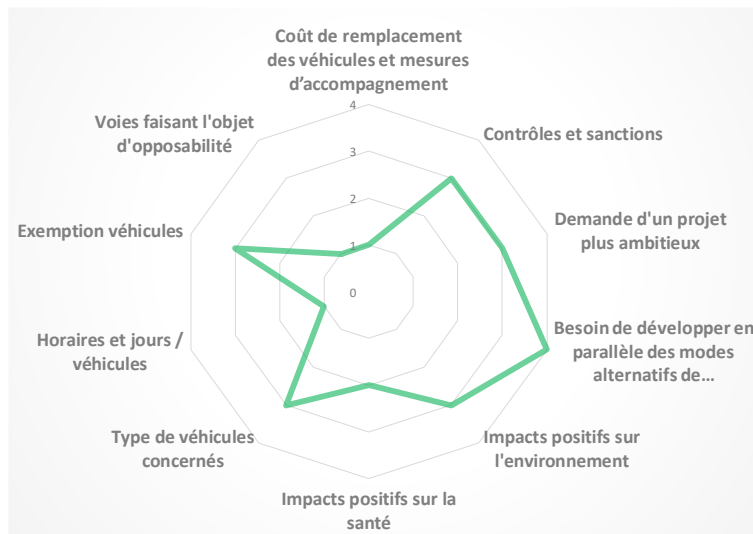 Coût de remplacement
des véhicules et mesures
d’accompagnement
Contrôles et sanctions
Demande d'un projet
plus ambitieux
Besoin de développer en
parallèle des modes
alternatifs de…
Impacts positifs sur
l'environnement
Impacts positifs sur la
santé
Type de véhicules
concernés
Horaires et jours /
véhicules
Exemption véhicules
Voies faisant l'objet
d'opposabilité
4
3
2
1
0